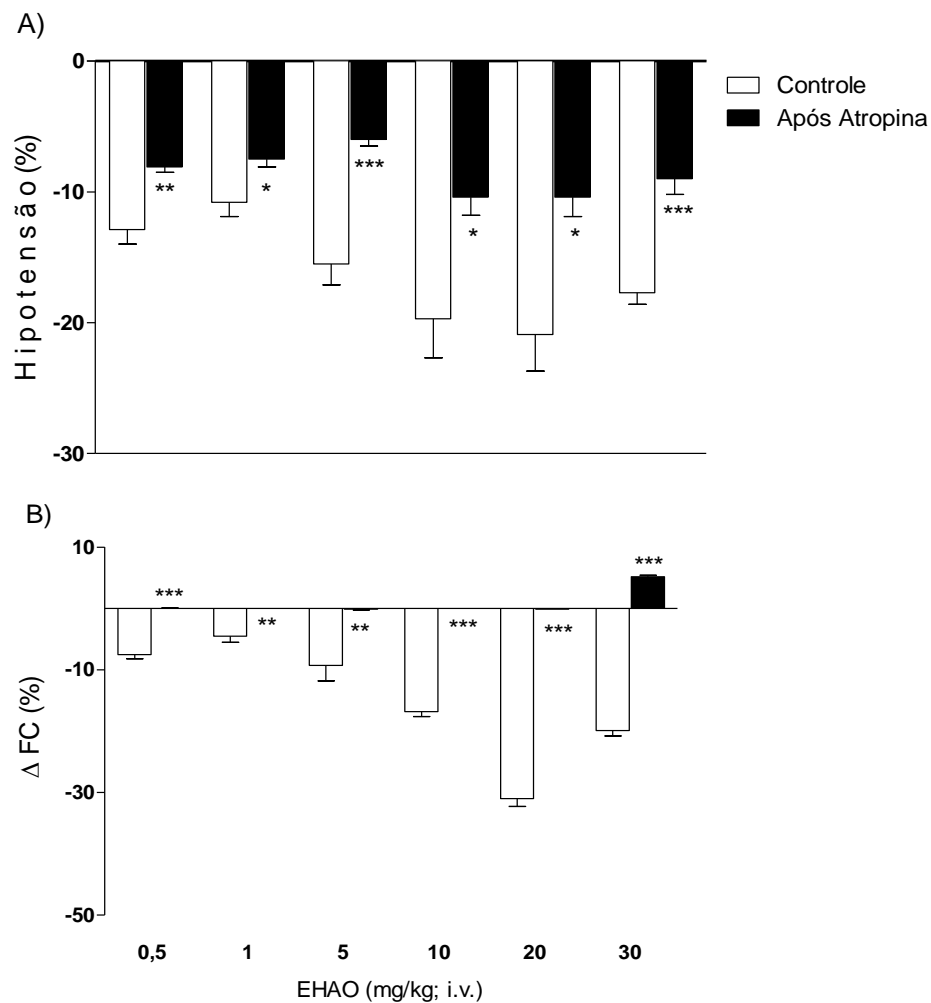 A)
0
-10
-20
-30
Hipotensão (%)
Controle
Após Atropina
** * *** * * ***
B)
10
-10
-30
-50
Δ FC (%)
*** ** ** *** *** ***
0,5 1 5 10 20 30
EHAO (mg/kg; i.v.)